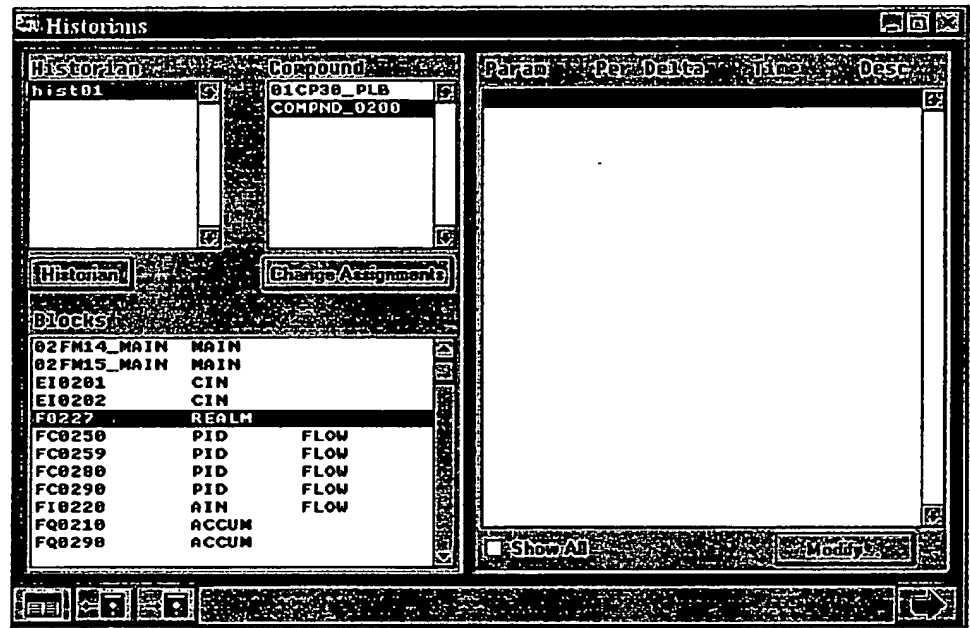 Historians
Historian
hist01
Compound
01CP30_PLB
COMPND_0200
Historian
Change Assignments
Blocks
02FM14_MAIN MAIN
02FM15_MAIN MAIN
EI0201 CIN
EI0202 CIN
F0227 REALM
FC0250 PID FLOW
FC0259 PID FLOW
FC0280 PID FLOW
FC0290 PID FLOW
FI0220 AIN FLOW
FQ0210 ACCUM
FQ0290 ACCUM
Param Per Delta Time Desc
Show All
Modify